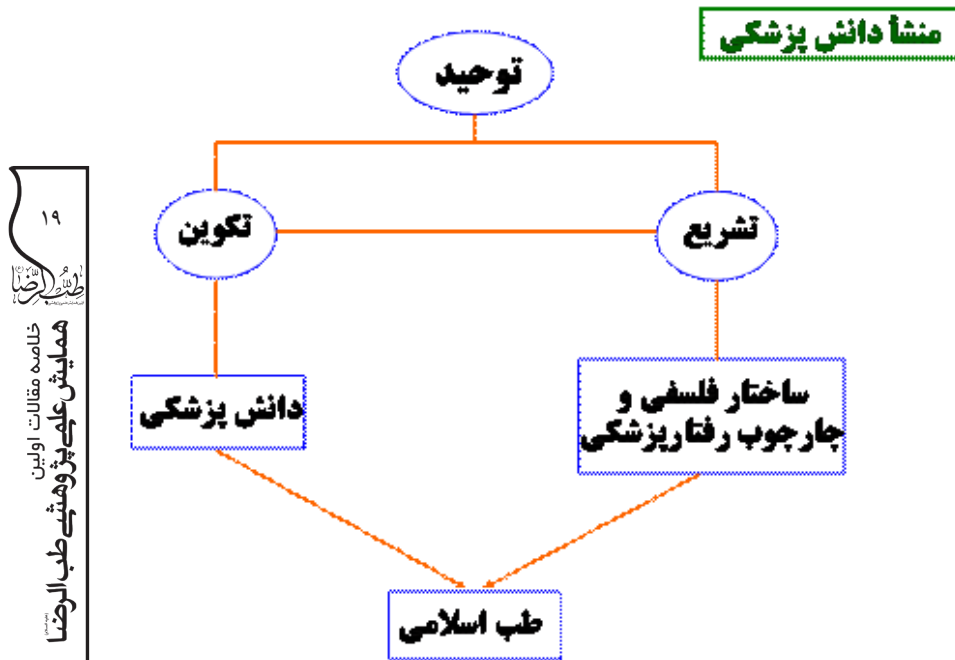 منشأ دانش پزشکی
توحید
تشریع
تکوین
ساختار فلسفی و
چارچوب رفتارپزشکی
دانش پزشکی
طب اسلامی
۱۹
طب الرضا
خلاصه مقالات اولین
همایش علمی پژوهشی طب الرضا